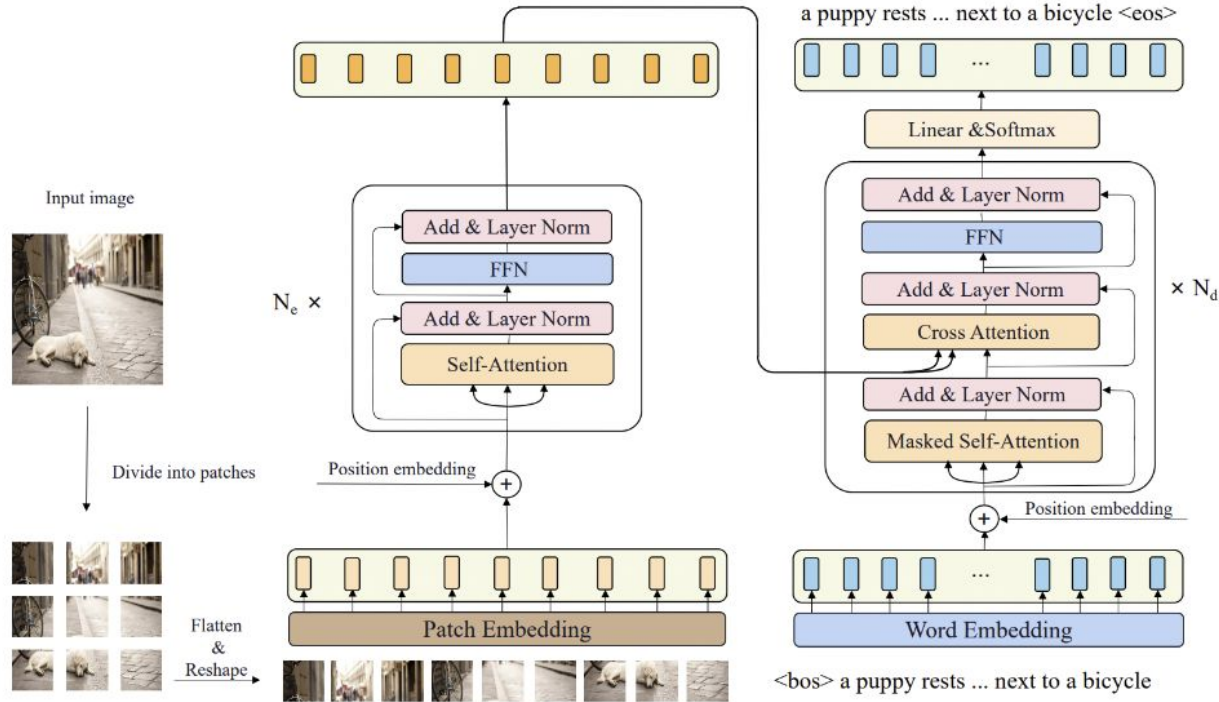 a puppy rests ... next to a bicycle <eos>
...
Linear &Softmax
Input image
Add & Layer Norm
FFN
Add & Layer Norm
Self-Attention
N_e ×
Add & Layer Norm
FFN
Add & Layer Norm
Cross Attention
Add & Layer Norm
Masked Self-Attention
× N_d
Divide into patches
Position embedding
+
Position embedding
+
Flatten
&
Reshape
Patch Embedding
...
Word Embedding
<bos> a puppy rests ... next to a bicycle